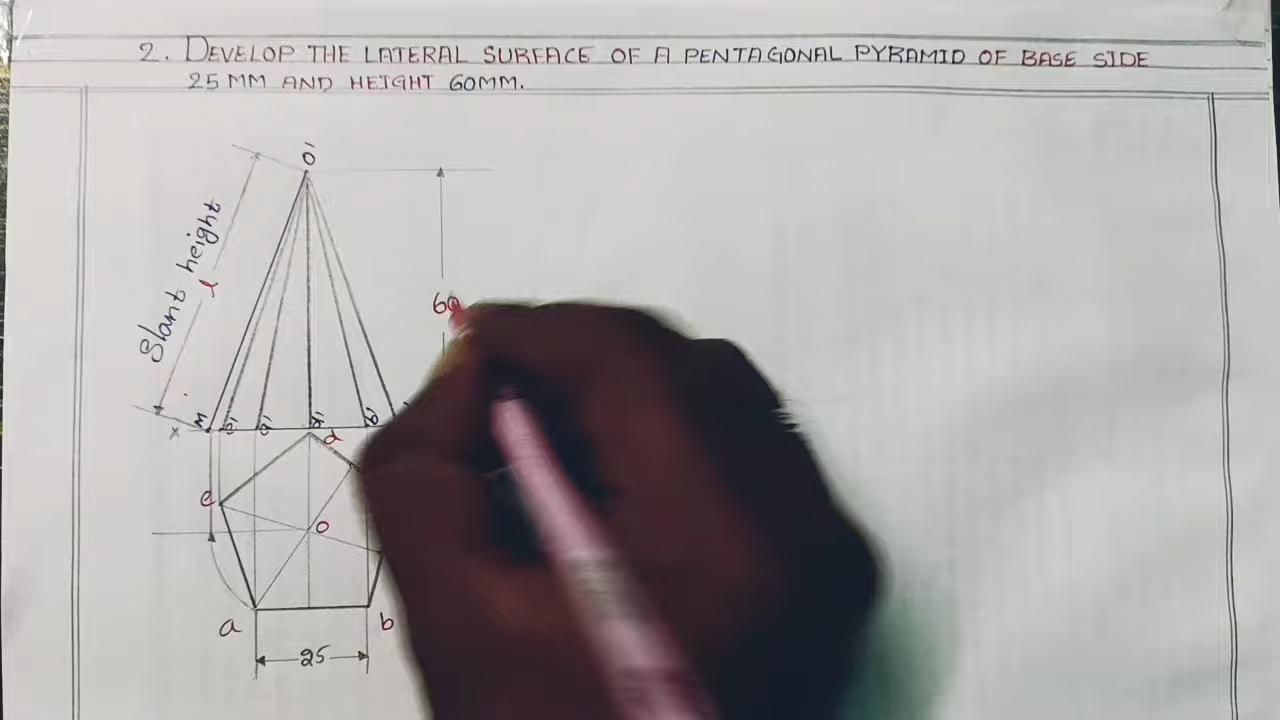 2. DEVELOP THE LATERAL SURFACE OF A PENTAGONAL PYRAMID OF BASE SIDE
25 MM AND HEIGHT 60MM.
O'
Slant height
l
60
x
d
e
o
a
b
25